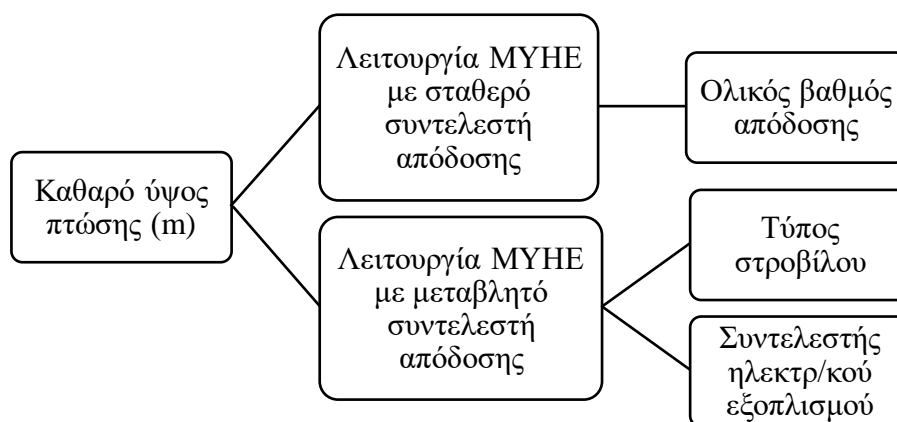 Καθαρό ύψος
πτώσης (m)
Λειτουργία ΜΥΗΕ
με σταθερό
συντελεστή
απόδοσης
Ολικός βαθμός
απόδοσης
Λειτουργία ΜΥΗΕ
με μεταβλητό
συντελεστή
απόδοσης
Τύπος
στροβίλου
Συντελεστής
ηλεκτρ/κού
εξοπλισμού